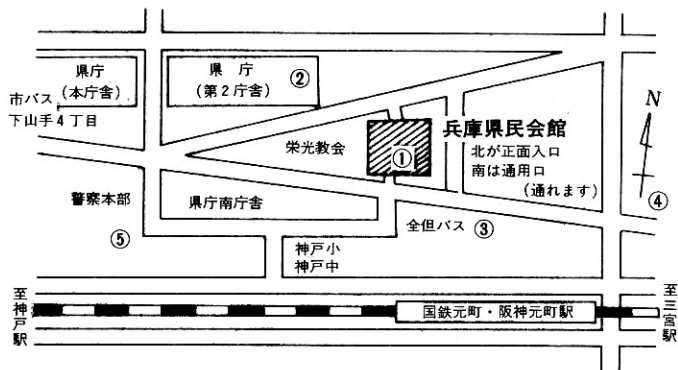 県庁
(本庁舎)
県庁
(第2庁舎)
②
市バス
下山手4丁目
栄光教会
①
兵庫県民会館
北が正面入口
南は通用口
(通れます)
N
④
警察本部
県庁南庁舎
⑤
全但バス ③
神戸小
神戸中
至神戸駅
国鉄元町・阪神元町駅
至三宮駅